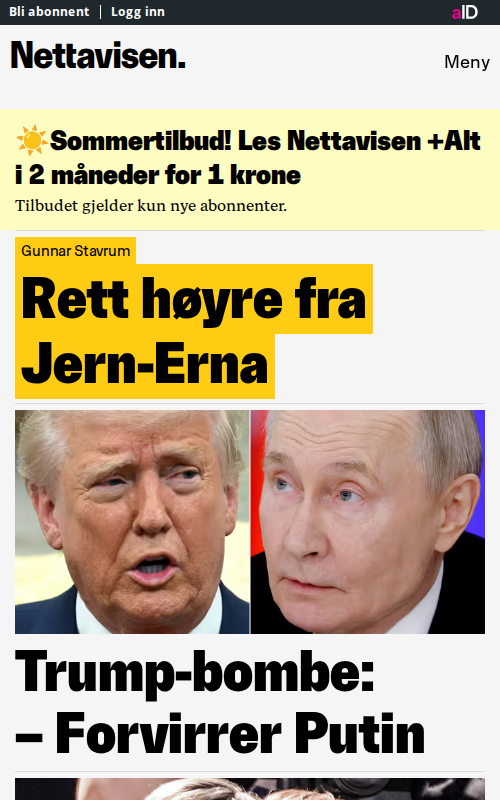 Bli abonnent
Logg inn
aID
Nettavisen.
Meny
Sommertilbud! Les Nettavisen +Alt
i 2 måneder for 1 krone
Tilbudet gjelder kun nye abonnenter.
Gunnar Stavrum
Rett høyre fra
Jern-Erna
Trump-bombe:
– Forvirrer Putin